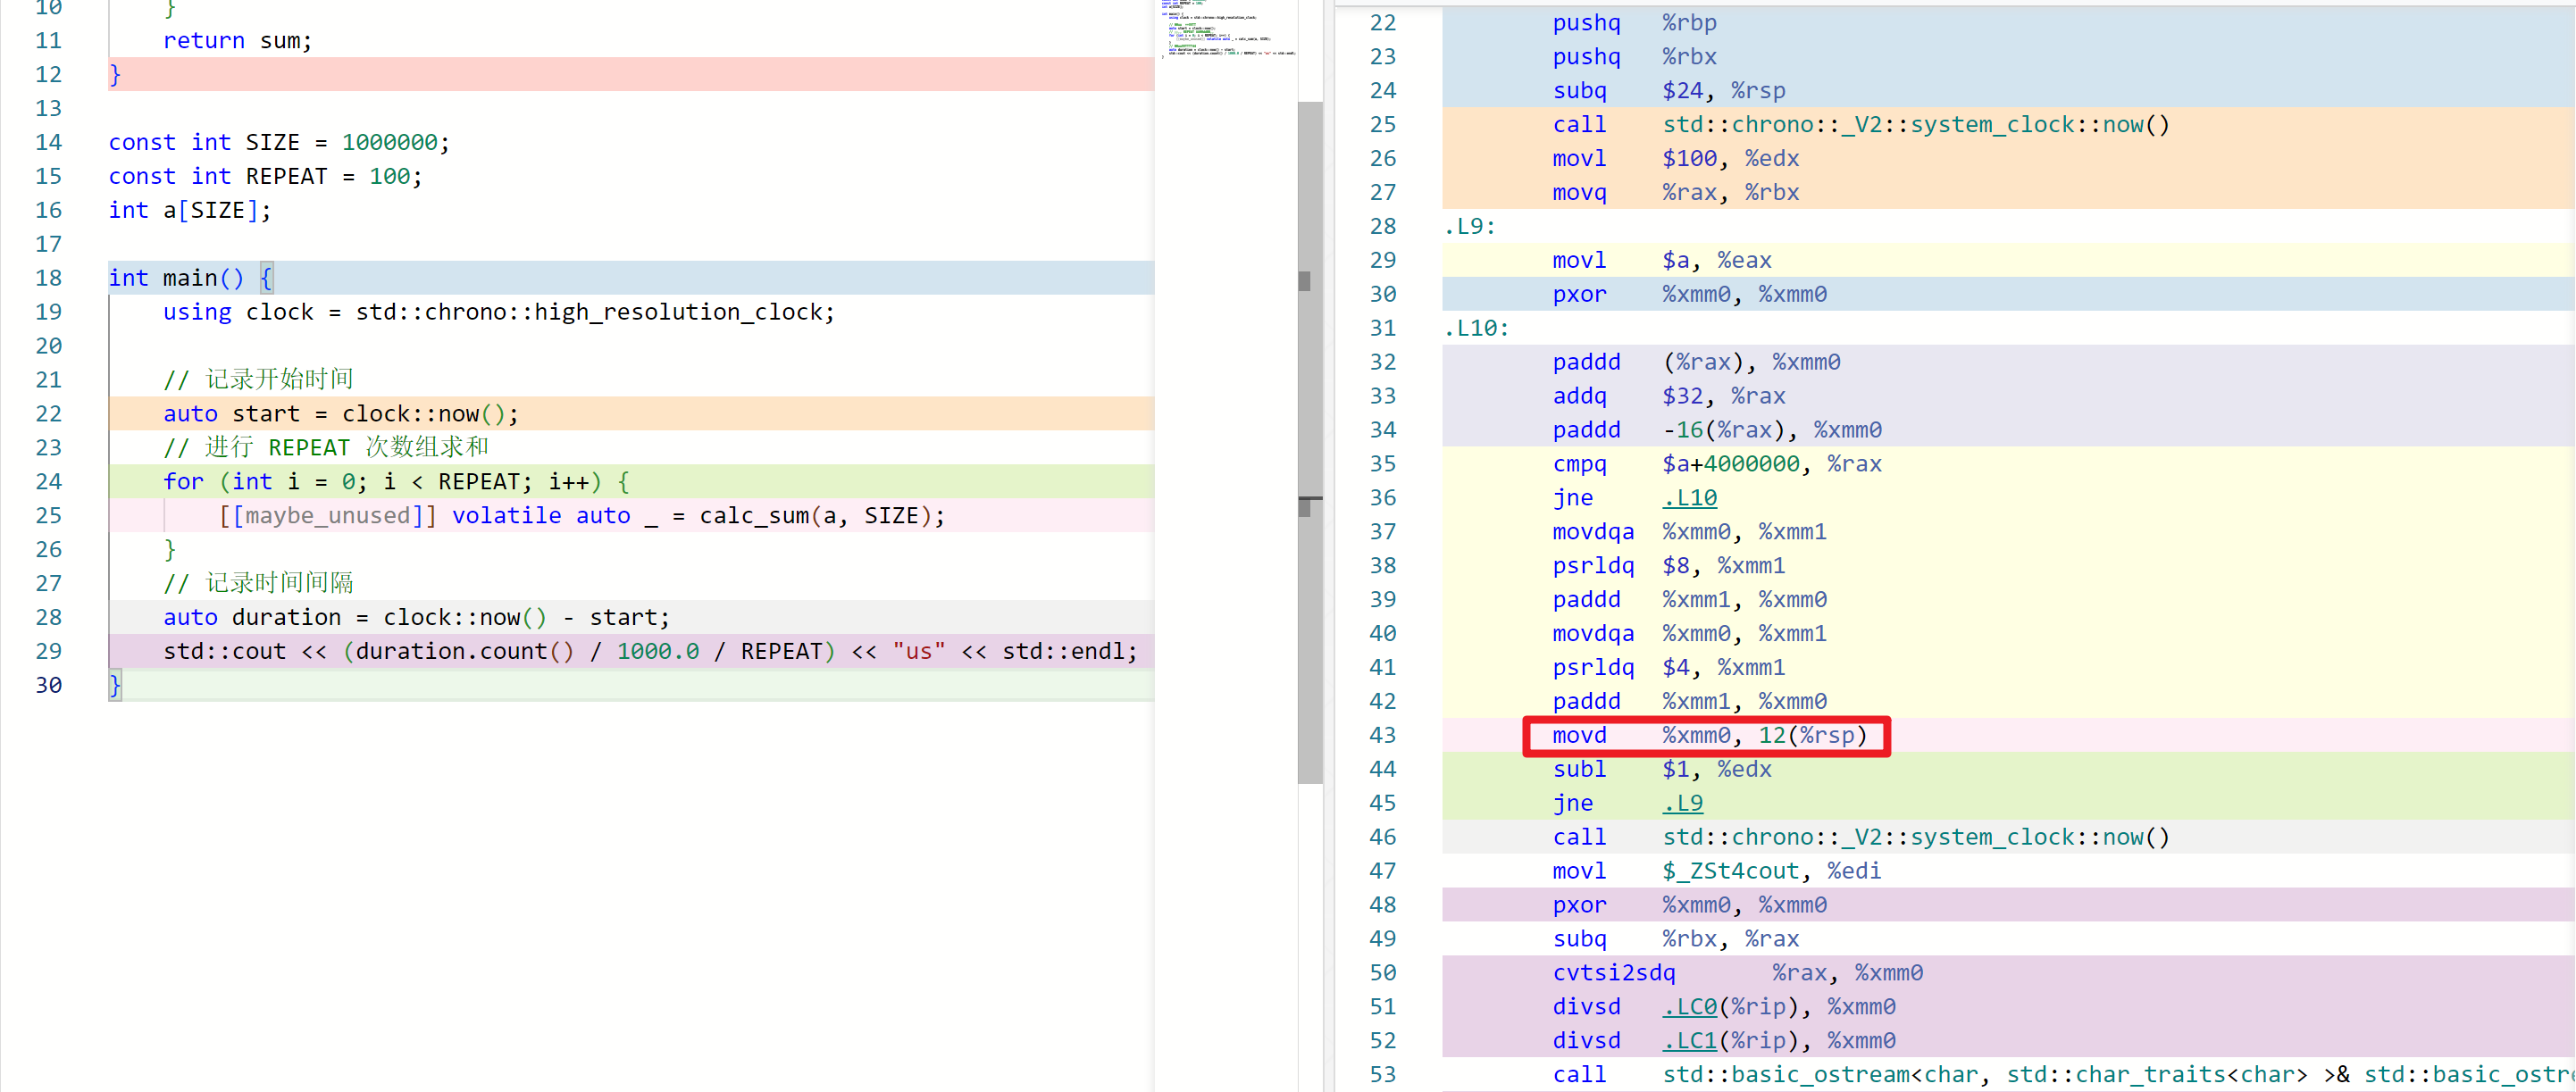 10    }
11    return sum;
12 }
13
14 const int SIZE = 1000000;
15 const int REPEAT = 100;
16 int a[SIZE];
17
18 int main() {
19    using clock = std::chrono::high_resolution_clock;
20
21    // 记录开始时间
22    auto start = clock::now();
23    // 进行 REPEAT 次数组求和
24    for (int i = 0; i < REPEAT; i++) {
25        [[maybe_unused]] volatile auto _ = calc_sum(a, SIZE);
26    }
27    // 记录时间间隔
28    auto duration = clock::now() - start;
29    std::cout << (duration.count() / 1000.0 / REPEAT) << "us" << std::endl;
30 }
22        pushq   %rbp
23        pushq   %rbx
24        subq    $24, %rsp
25        call    std::chrono::_V2::system_clock::now()
26        movl    $100, %edx
27        movq    %rax, %rbx
28 .L9:
29        movl    $a, %eax
30        pxor    %xmm0, %xmm0
31 .L10:
32        paddd   (%rax), %xmm0
33        addq    $32, %rax
34        paddd   -16(%rax), %xmm0
35        cmpq    $a+4000000, %rax
36        jne     .L10
37        movdqa  %xmm0, %xmm1
38        psrldq  $8, %xmm1
39        paddd   %xmm1, %xmm0
40        movdqa  %xmm0, %xmm1
41        psrldq  $4, %xmm1
42        paddd   %xmm1, %xmm0
43        movd    %xmm0, 12(%rsp)
44        subl    $1, %edx
45        jne     .L9
46        call    std::chrono::_V2::system_clock::now()
47        movl    $_ZSt4cout, %edi
48        pxor    %xmm0, %xmm0
49        subq    %rbx, %rax
50        cvtsi2sdq       %rax, %xmm0
51        divsd   .LC0(%rip), %xmm0
52        divsd   .LC1(%rip), %xmm0
53        call    std::basic_ostream<char, std::char_traits<char> >& std::basic_ostr